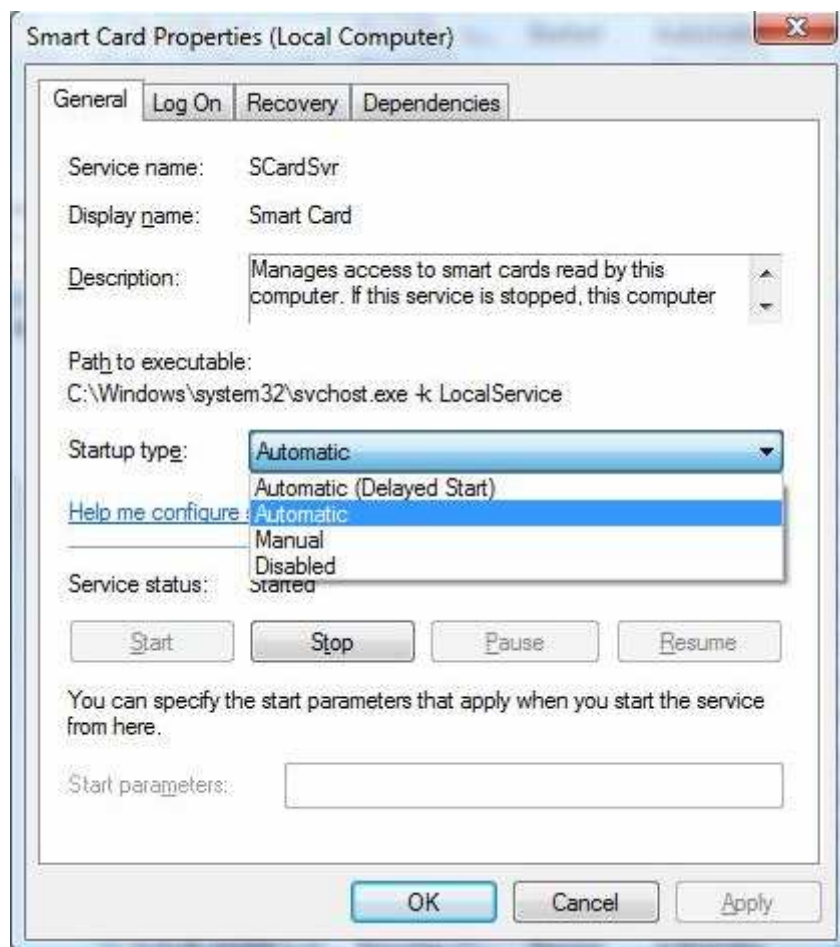 Smart Card Properties (Local Computer)
General Log On Recovery Dependencies
Service name: SCardSvr
Display name: Smart Card
Description: Manages access to smart cards read by this
computer. If this service is stopped, this computer
Path to executable:
C:\Windows\system32\svchost.exe -k LocalService
Startup type: Automatic
Automatic (Delayed Start)
Help me configure Automatic
Manual
Disabled
Service status: Started
Start Stop Pause Resume
You can specify the start parameters that apply when you start the service
from here.
Start parameters:
OK Cancel Apply